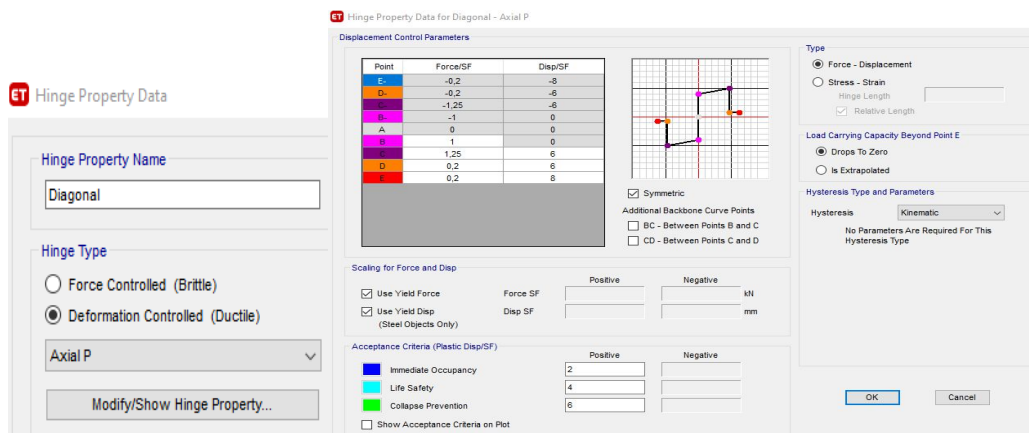 ET Hinge Property Data
Hinge Property Name
Diagonal
Hinge Type
Force Controlled (Brittle)
Deformation Controlled (Ductile)
Axial P
Modify/Show Hinge Property...
ET Hinge Property Data for Diagonal - Axial P
Displacement Control Parameters
Point Force/SF Disp/SF
E- -0,2 -8
D- -0,2 -6
C- -1,25 -6
B- -1 0
A 0 0
B 1 0
C 1,25 6
D 0,2 6
E 0,2 8
Symmetric
Additional Backbone Curve Points
BC - Between Points B and C
CD - Between Points C and D
Scaling for Force and Disp
Positive Negative
Use Yield Force Force SF kN
Use Yield Disp Disp SF mm
(Steel Objects Only)
Acceptance Criteria (Plastic Disp/SF)
Positive Negative
Immediate Occupancy 2
Life Safety 4
Collapse Prevention 6
Show Acceptance Criteria on Plot
Type
Force - Displacement
Stress - Strain
Hinge Length
Relative Length
Load Carrying Capacity Beyond Point E
Drops To Zero
Is Extrapolated
Hysteresis Type and Parameters
Hysteresis Kinematic
No Parameters Are Required For This
Hysteresis Type
OK Cancel